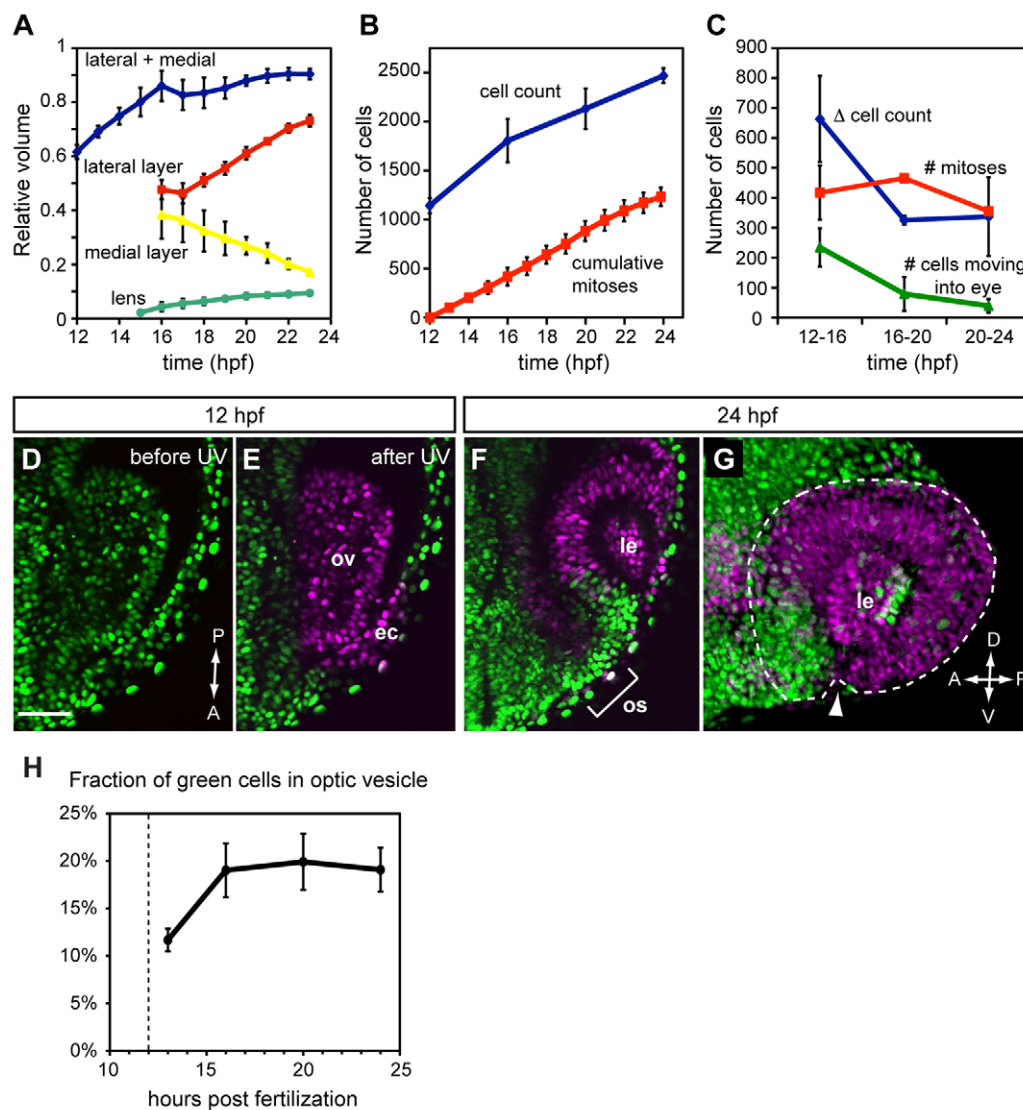 A
Relative volume
1
0.8
0.6
0.4
0.2
0
lateral + medial
lateral layer
medial layer
lens
12 14 16 18 20 22 24
time (hpf)
B
Number of cells
2500
2000
1500
1000
500
0
cell count
cumulative
mitoses
12 14 16 18 20 22 24
time (hpf)
C
Number of cells
900
800
700
600
500
400
300
200
100
0
Δ cell count
# mitoses
# cells moving
into eye
12-16 16-20 20-24
time (hpf)
12 hpf
24 hpf
D
before UV
P
A
E
after UV
ov
ec
F
le
os
G
le
D
A P
V
H
Fraction of green cells in optic vesicle
25%
20%
15%
10%
5%
0%
10 15 20 25
hours post fertilization